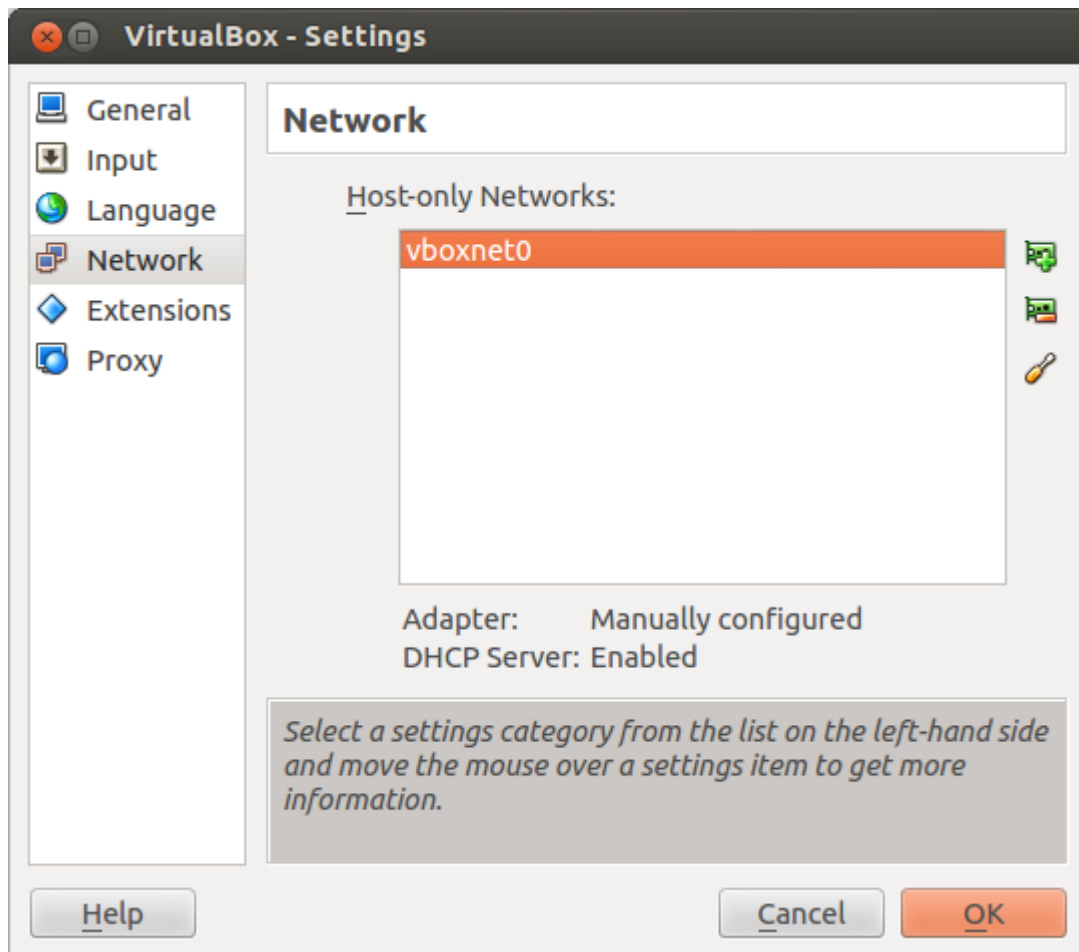 VirtualBox - Settings
General
Input
Language
Network
Extensions
Proxy
Network
Host-only Networks:
vboxnet0
Adapter: Manually configured
DHCP Server: Enabled
Select a settings category from the list on the left-hand side
and move the mouse over a settings item to get more
information.
Help
Cancel
OK